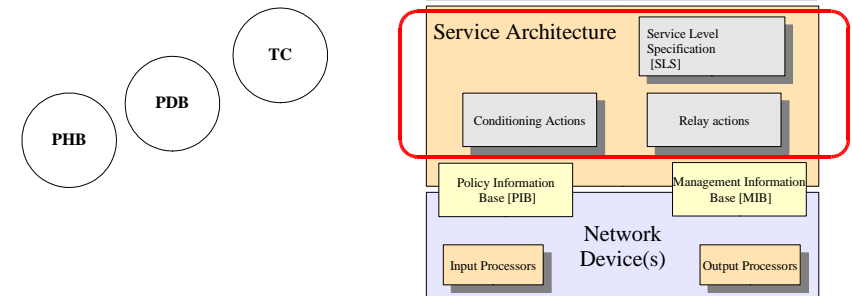 TC
PDB
PHB
Service Architecture
Service Level
Specification
[SLS]
Conditioning Actions
Relay actions
Policy Information
Base [PIB]
Management Information
Base [MIB]
Network
Device(s)
Input Processors
Output Processors